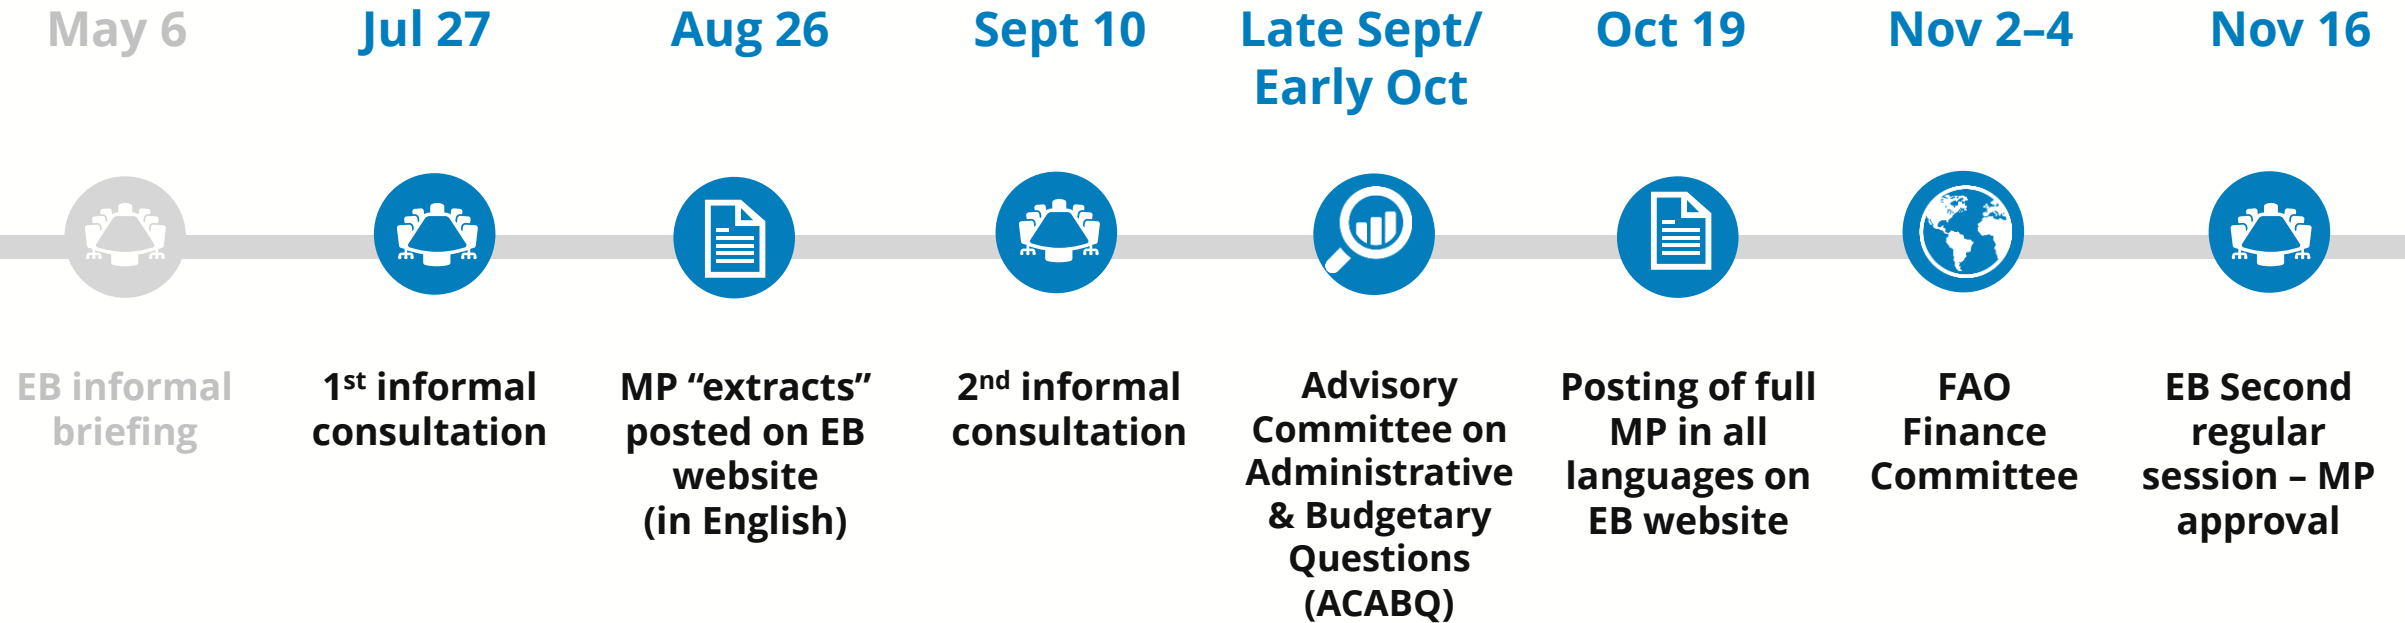 May 6
Jul 27
Aug 26
Sept 10
Late Sept/
Early Oct
Oct 19
Nov 2–4
Nov 16
EB informal
briefing
1st informal
consultation
MP “extracts”
posted on EB
website
(in English)
2nd informal
consultation
Advisory
Committee on
Administrative
& Budgetary
Questions
(ACABQ)
Posting of full
MP in all
languages on
EB website
FAO
Finance
Committee
EB Second
regular
session – MP
approval